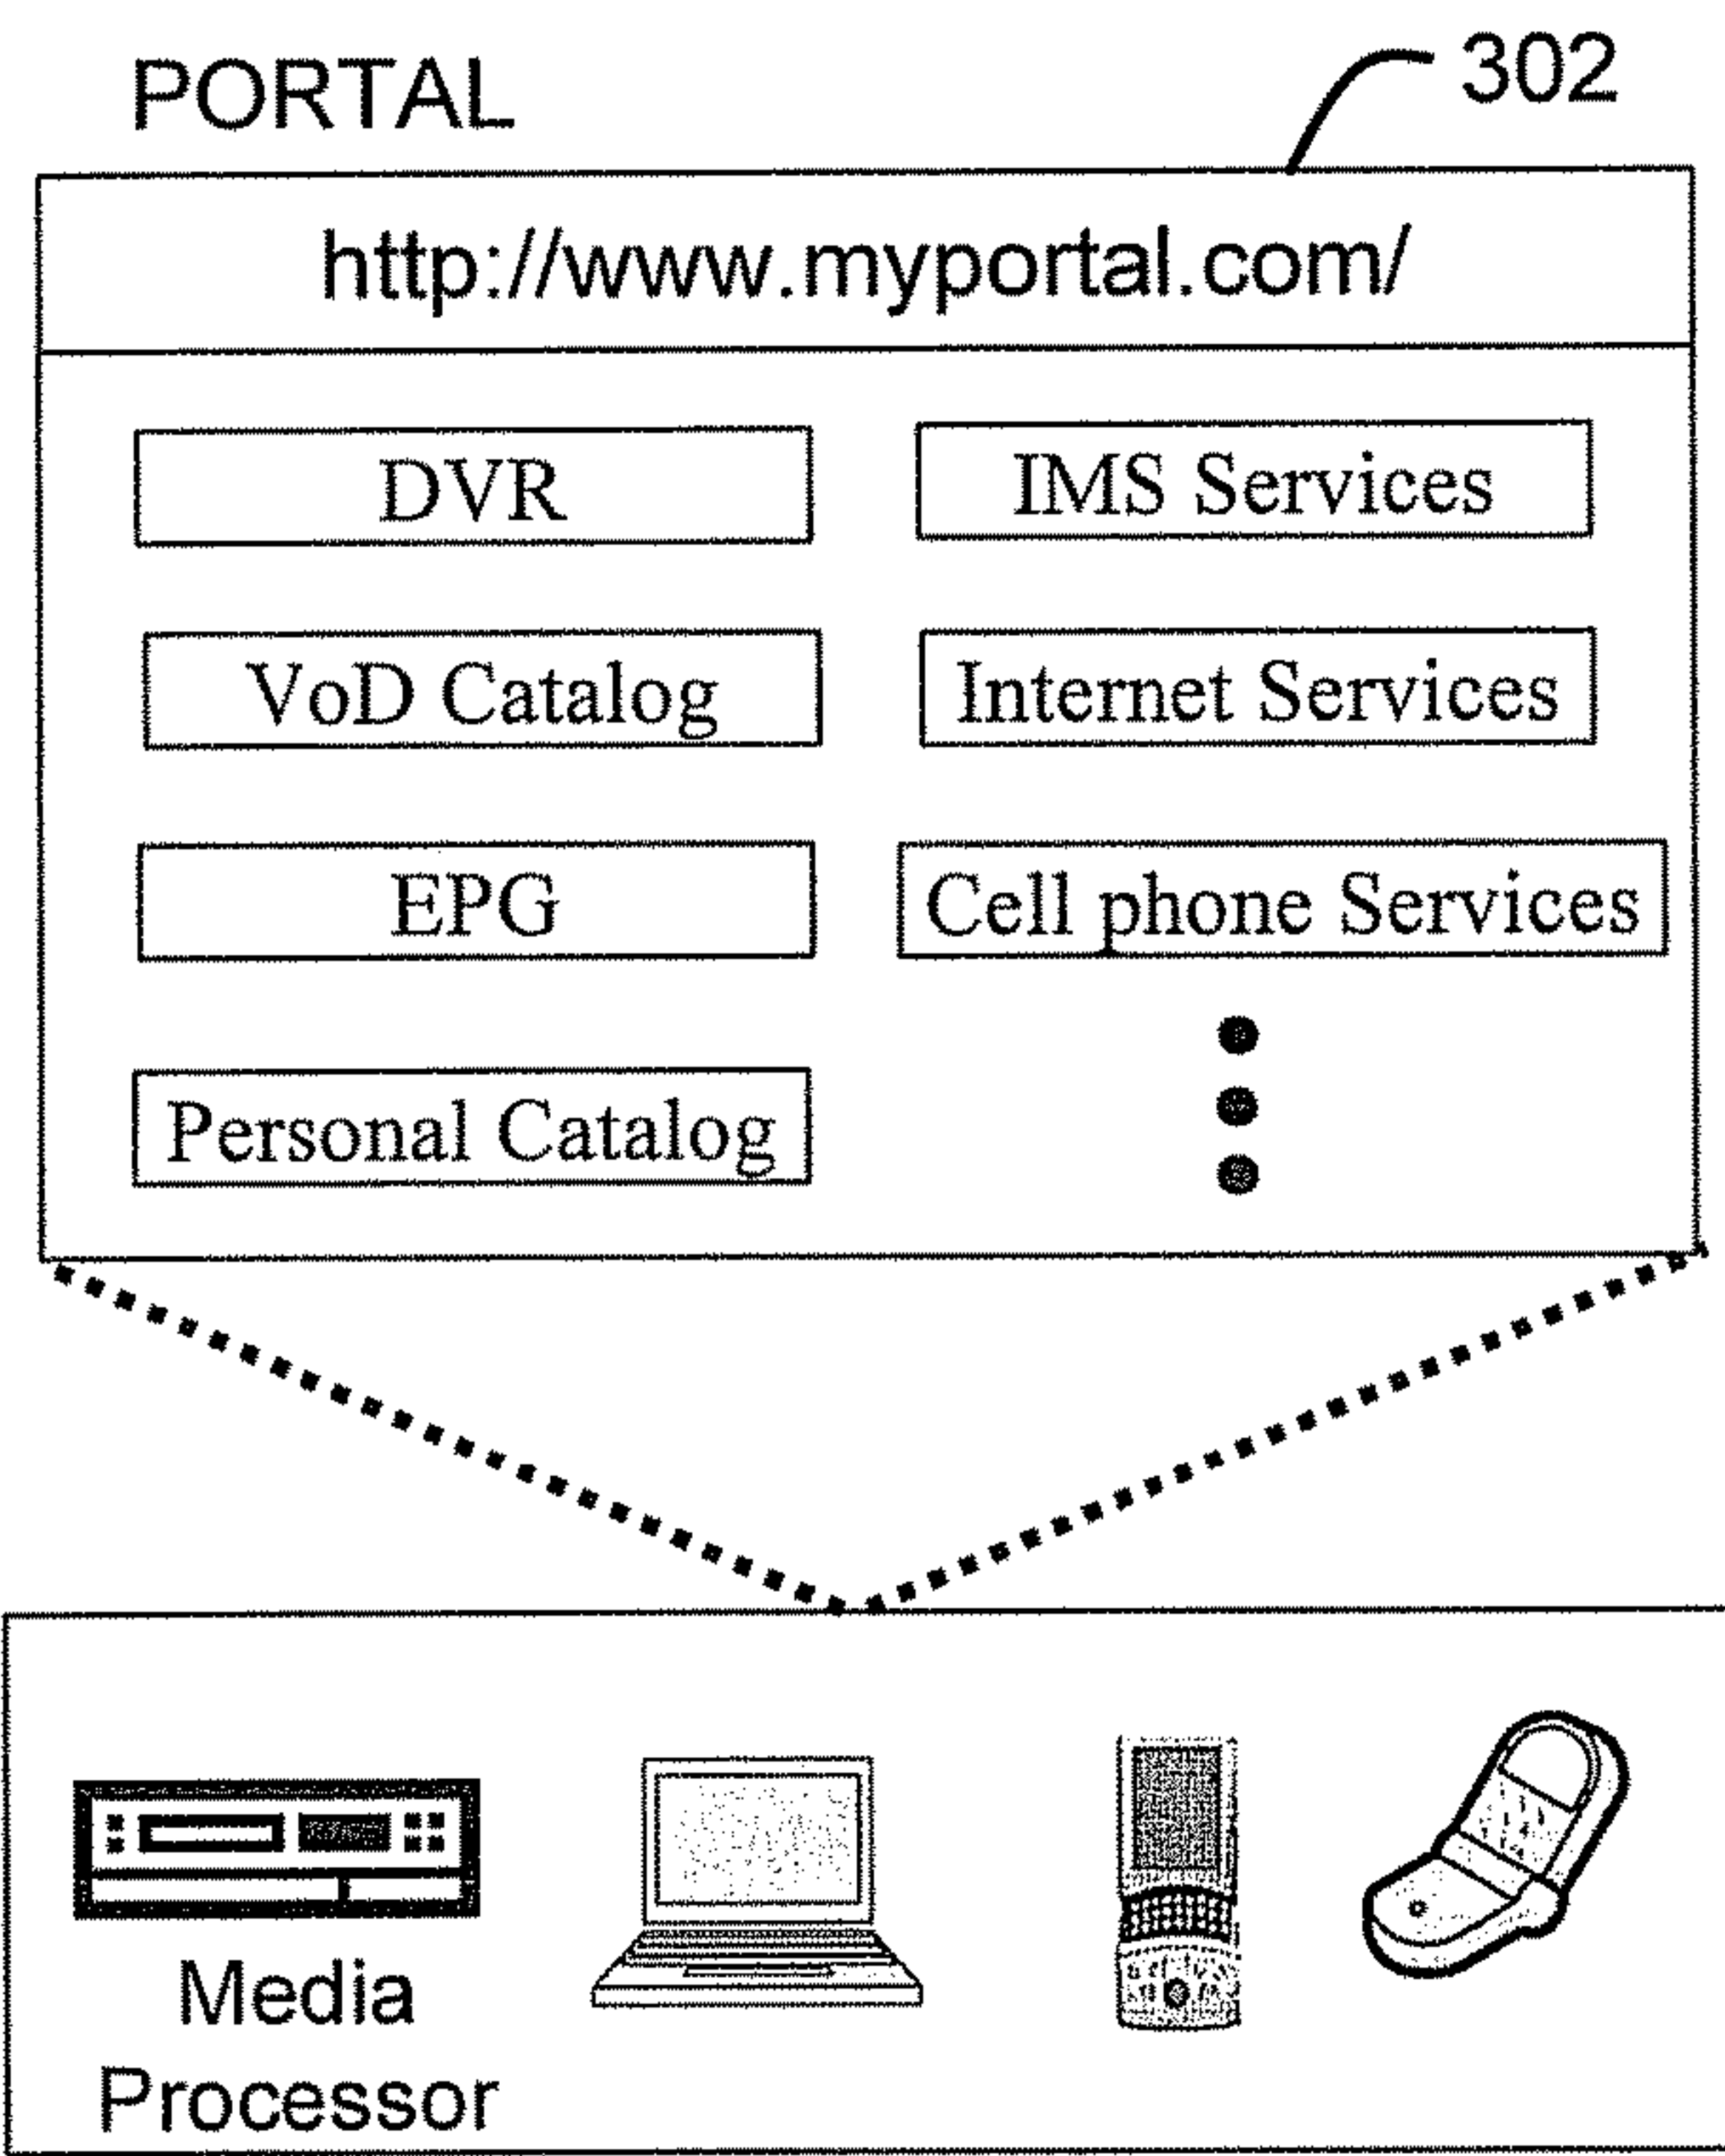 PORTAL
302
http://www.myportal.com/
DVR
IMS Services
VoD Catalog
Internet Services
EPG
Cell phone Services
Personal Catalog
Media
Processor